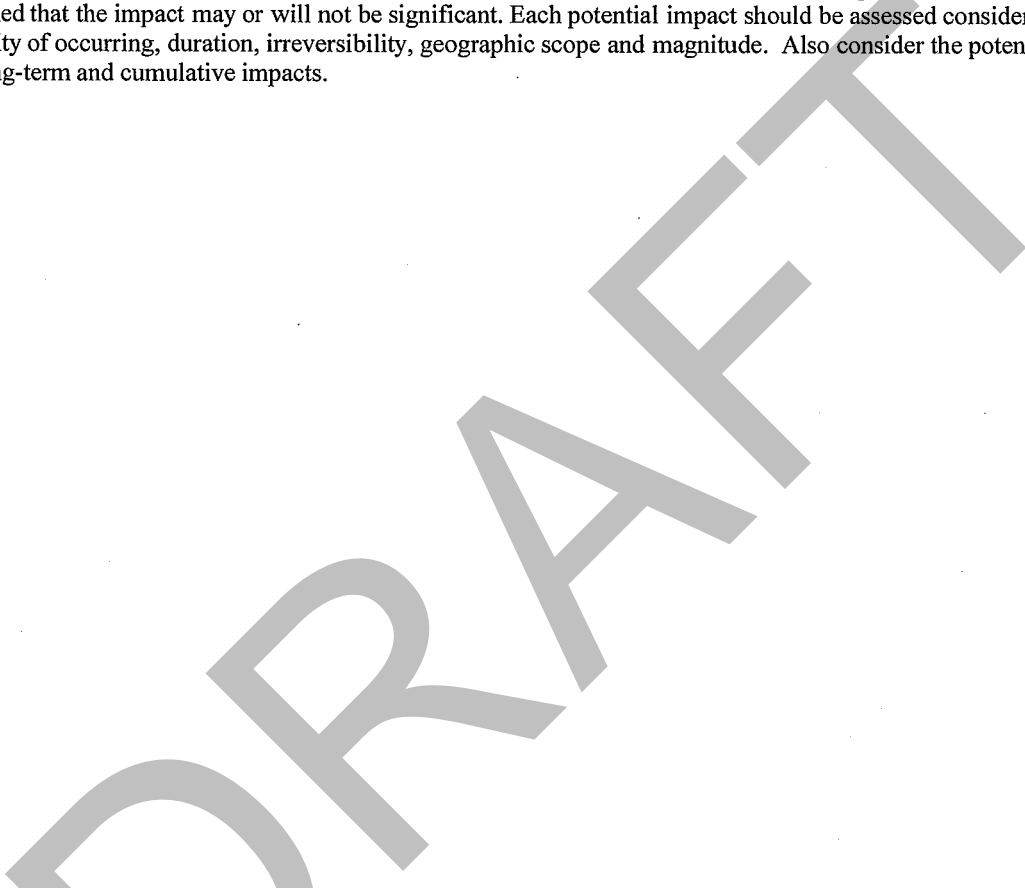 ed that the impact may or will not be significant. Each potential impact should be assessed consider
ty of occurring, duration, irreversibility, geographic scope and magnitude. Also consider the poten
g-term and cumulative impacts.
DRAFT